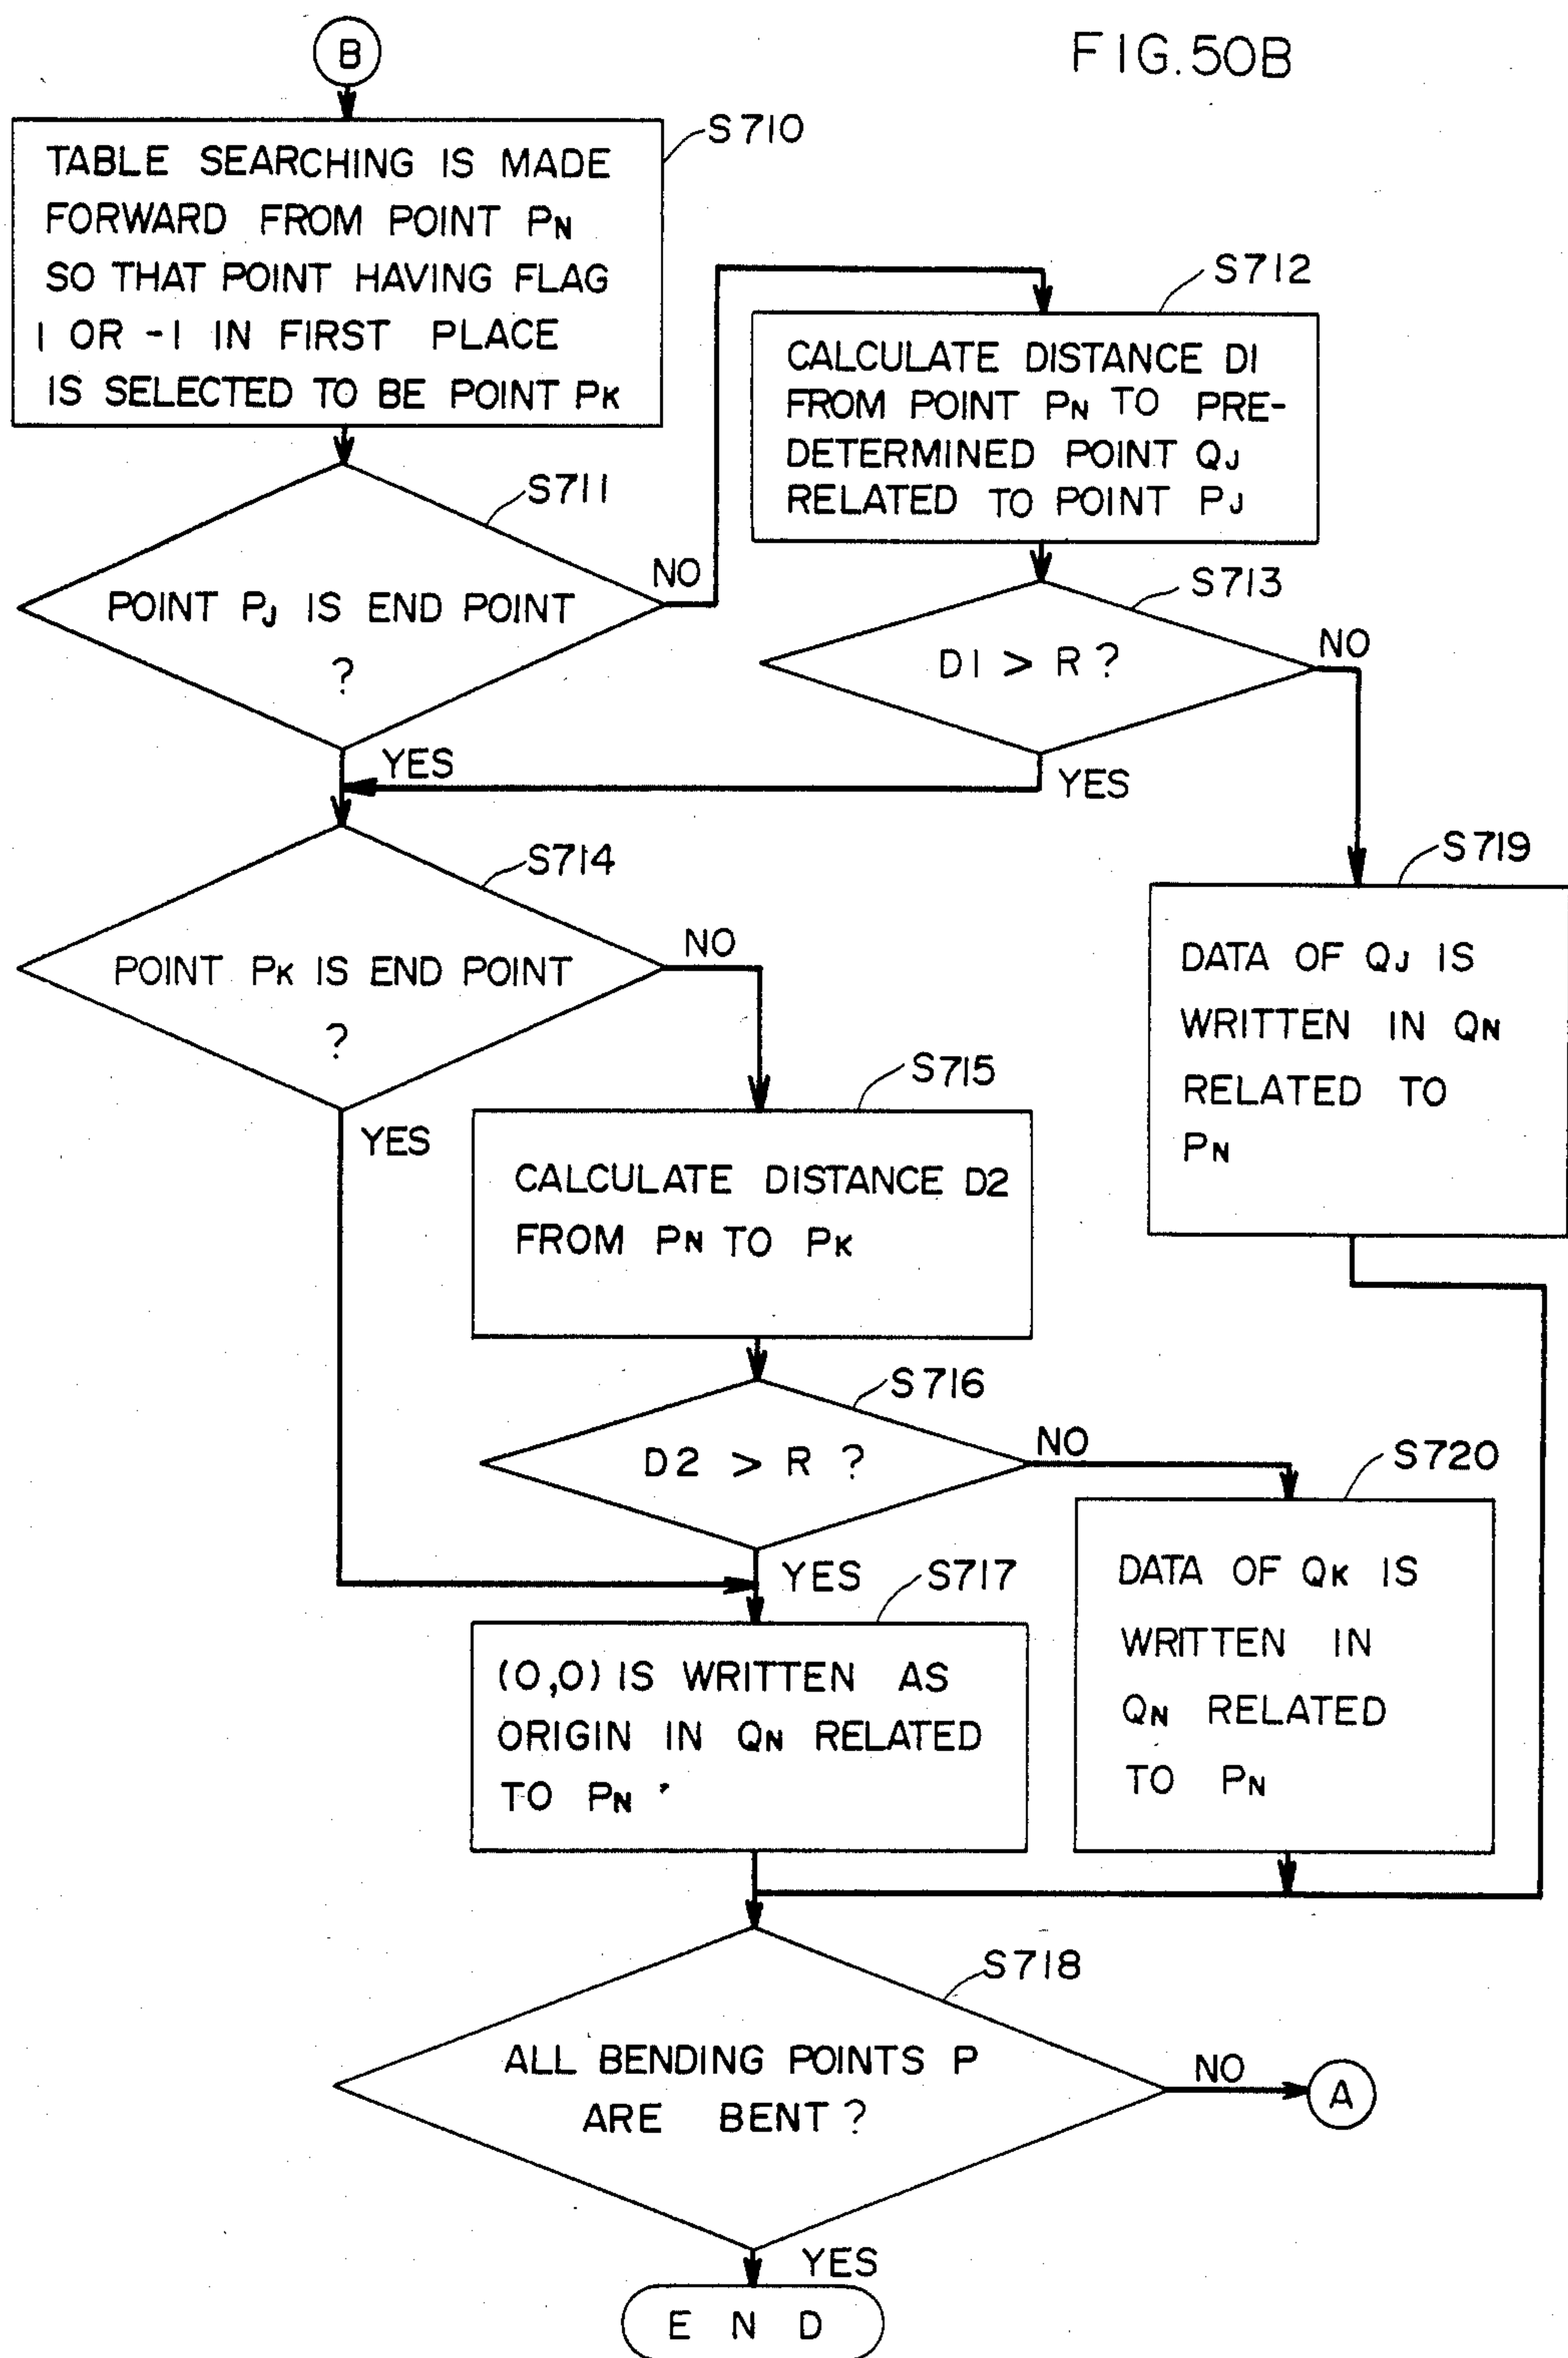 B
FIG.50B
S710
TABLE SEARCHING IS MADE
FORWARD FROM POINT PN
SO THAT POINT HAVING FLAG
1 OR -1 IN FIRST PLACE
IS SELECTED TO BE POINT PK
S711
POINT PJ IS END POINT
?
NO
YES
S712
CALCULATE DISTANCE D1
FROM POINT PN TO PRE-
DETERMINED POINT QJ
RELATED TO POINT PJ
S713
D1 > R ?
NO
YES
S714
POINT PK IS END POINT
?
NO
YES
S719
DATA OF QJ IS
WRITTEN IN QN
RELATED TO
PN
S715
CALCULATE DISTANCE D2
FROM PN TO PK
S716
D2 > R ?
NO
YES
S720
DATA OF QK IS
WRITTEN IN
QN RELATED
TO PN
S717
(0,0) IS WRITTEN AS
ORIGIN IN QN RELATED
TO PN
S718
ALL BENDING POINTS P
ARE BENT ?
NO
A
YES
END